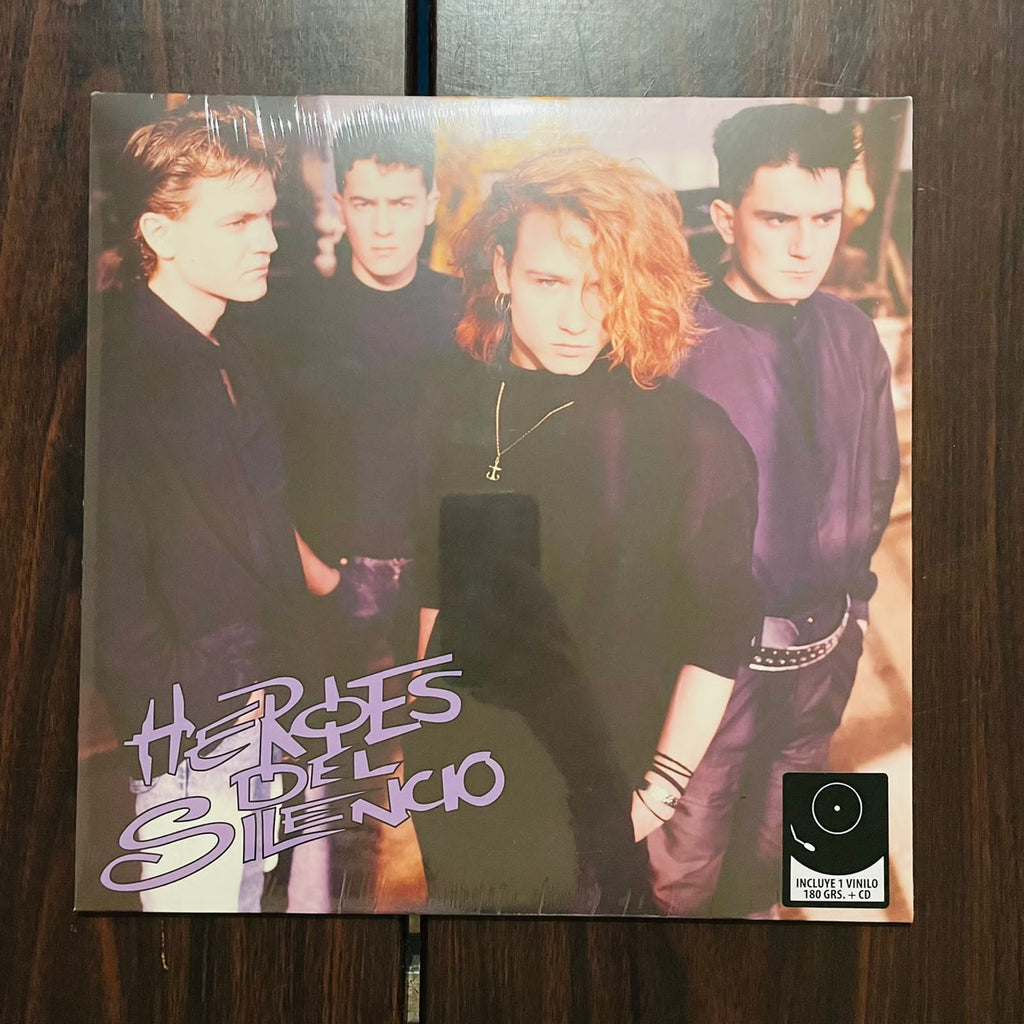 HEROES
DEL
SILENCIO
INCLUYE 1 VINILO
180 GRS. + CD